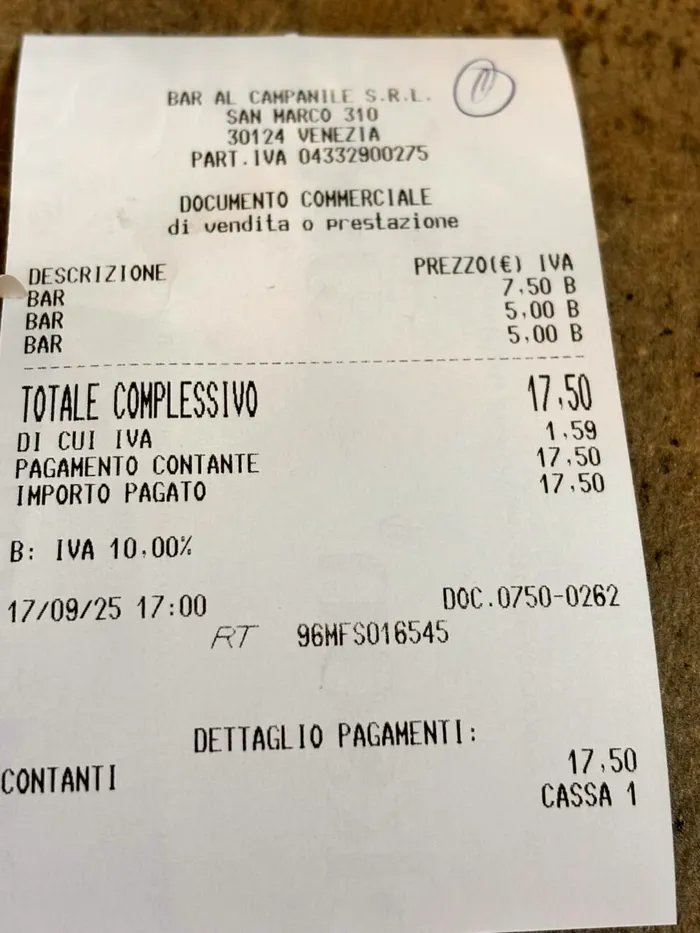 BAR AL CAMPANILE S.R.L.
SAN MARCO 310
30124 VENEZIA
PART.IVA 04332900275
DOCUMENTO COMMERCIALE
di vendita o prestazione
DESCRIZIONE PREZZO(€) IVA
BAR 7,50 B
BAR 5,00 B
BAR 5,00 B
TOTALE COMPLESSIVO 17,50
DI CUI IVA 1,59
PAGAMENTO CONTANTE 17,50
IMPORTO PAGATO 17,50
B: IVA 10,00%
17/09/25 17:00 DOC.0750-0262
RT 96MFS016545
DETTAGLIO PAGAMENTI:
CONTANTI 17,50
CASSA 1